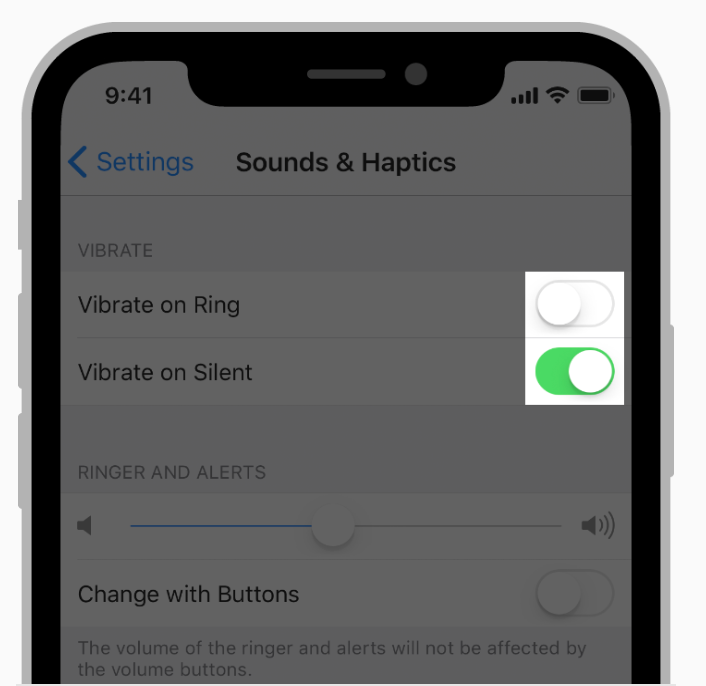 9:41
Settings
Sounds & Haptics
VIBRATE
Vibrate on Ring
Vibrate on Silent
RINGER AND ALERTS
Change with Buttons
The volume of the ringer and alerts will not be affected by
the volume buttons.